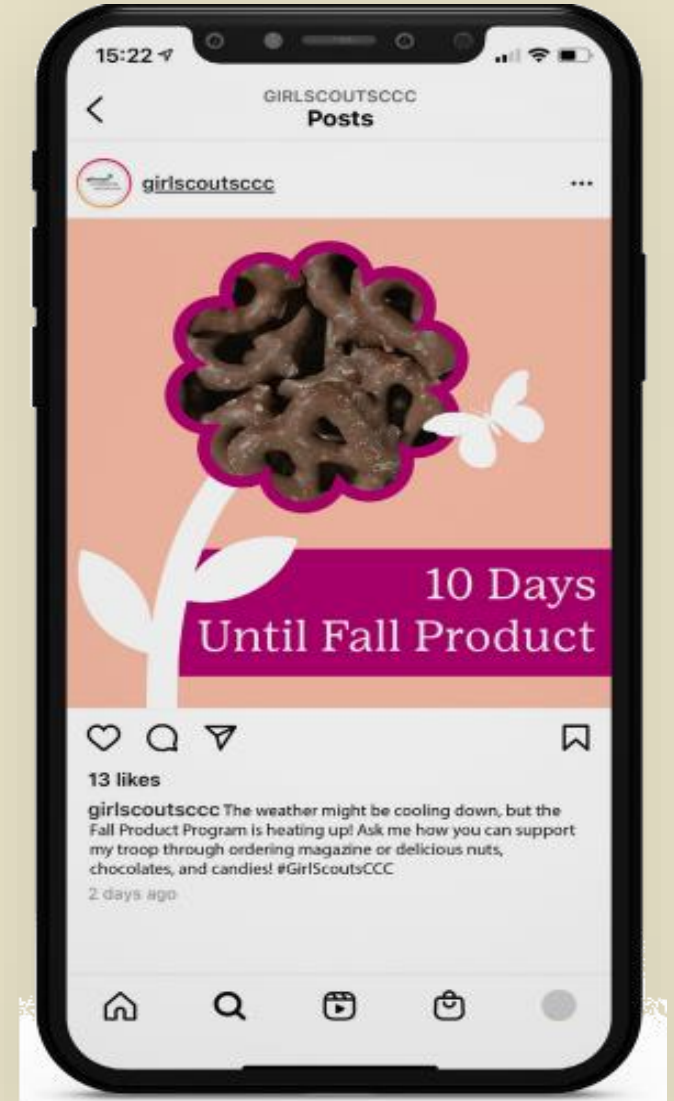 15:22
GIRLSCOUTSCCC
Posts
girlscoutsccc
10 Days
Until Fall Product
13 likes
girlscoutsccc The weather might be cooling down, but the
Fall Product Program is heating up! Ask me how you can support
my troop through ordering magazine or delicious nuts,
chocolates, and candies! #GirlScoutsCCC
2 days ago